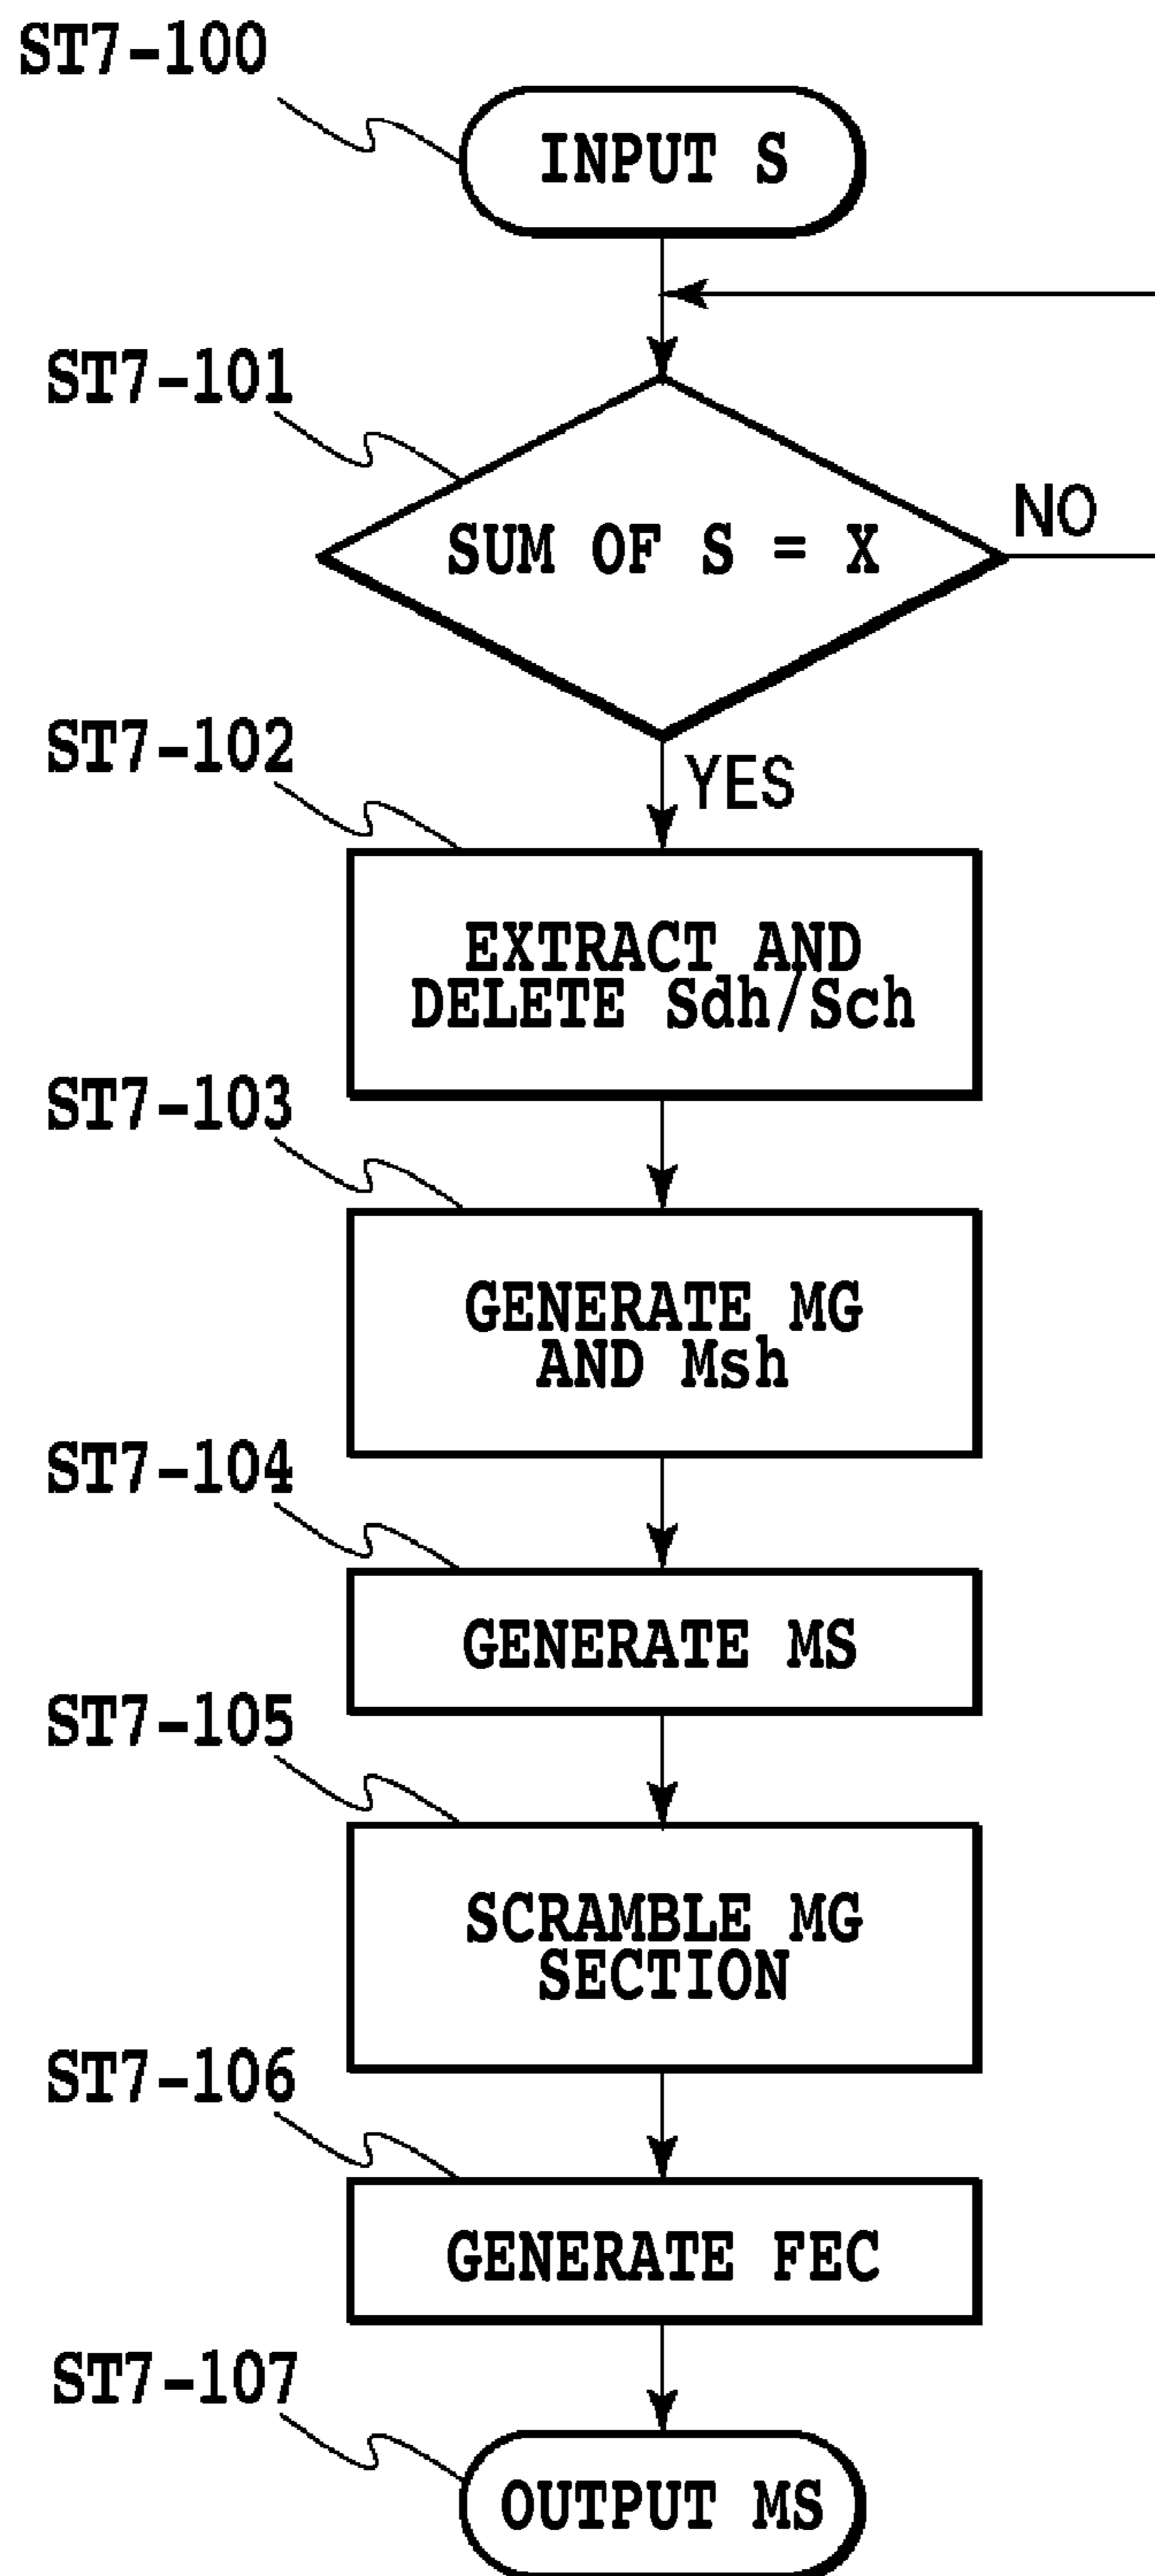 ST7-100
INPUT S
ST7-101
SUM OF S = X
NO
YES
ST7-102
EXTRACT AND
DELETE Sdh/Sch
ST7-103
GENERATE MG
AND Msh
ST7-104
GENERATE MS
ST7-105
SCRAMBLE MG
SECTION
ST7-106
GENERATE FEC
ST7-107
OUTPUT MS